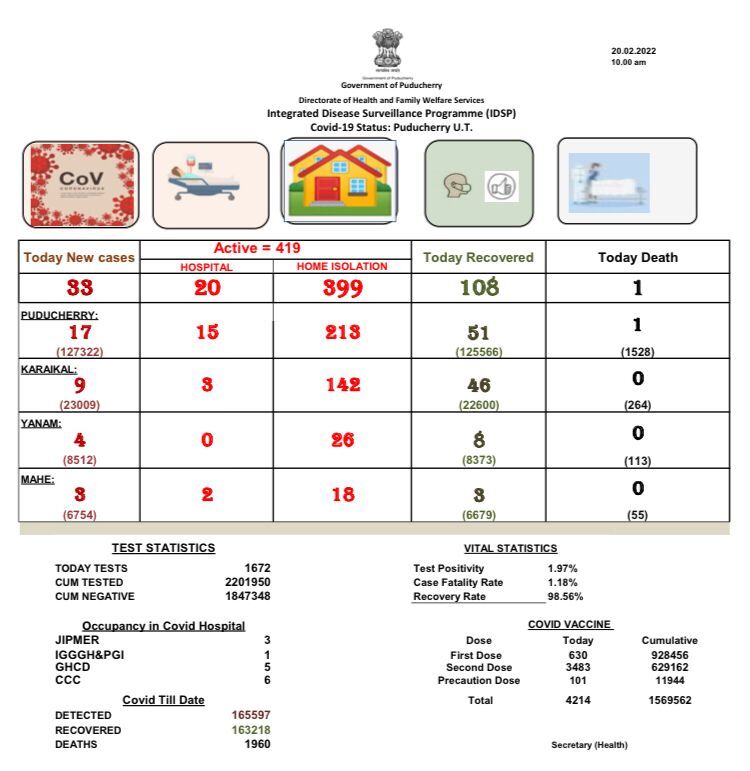 20.02.2022
10.00 am
Government of Puducherry
Government of Puducherry
Directorate of Health and Family Welfare Services
Integrated Disease Surveillance Programme (IDSP)
Covid-19 Status: Puducherry U.T.
CoV
CORONAVIRUS
Today New cases Active = 419 Today Recovered Today Death
HOSPITAL HOME ISOLATION
33 20 399 108 1
PUDUCHERRY:
17 15 213 51 1
(127322) (125566) (1528)
KARAIKAL:
9 3 142 46 0
(23009) (22600) (264)
YANAM:
4 0 26 8 0
(8512) (8373) (113)
MAHE:
3 2 18 3 0
(6754) (6679) (55)
TEST STATISTICS
TODAY TESTS 1672
CUM TESTED 2201950
CUM NEGATIVE 1847348
VITAL STATISTICS
Test Positivity 1.97%
Case Fatality Rate 1.18%
Recovery Rate 98.56%
Occupancy in Covid Hospital
JIPMER 3
IGGGH&PGI 1
GHCD 5
CCC 6
COVID VACCINE
Dose Today Cumulative
First Dose 630 928456
Second Dose 3483 629162
Precaution Dose 101 11944
Total 4214 1569562
Covid Till Date
DETECTED 165597
RECOVERED 163218
DEATHS 1960
Secretary (Health)